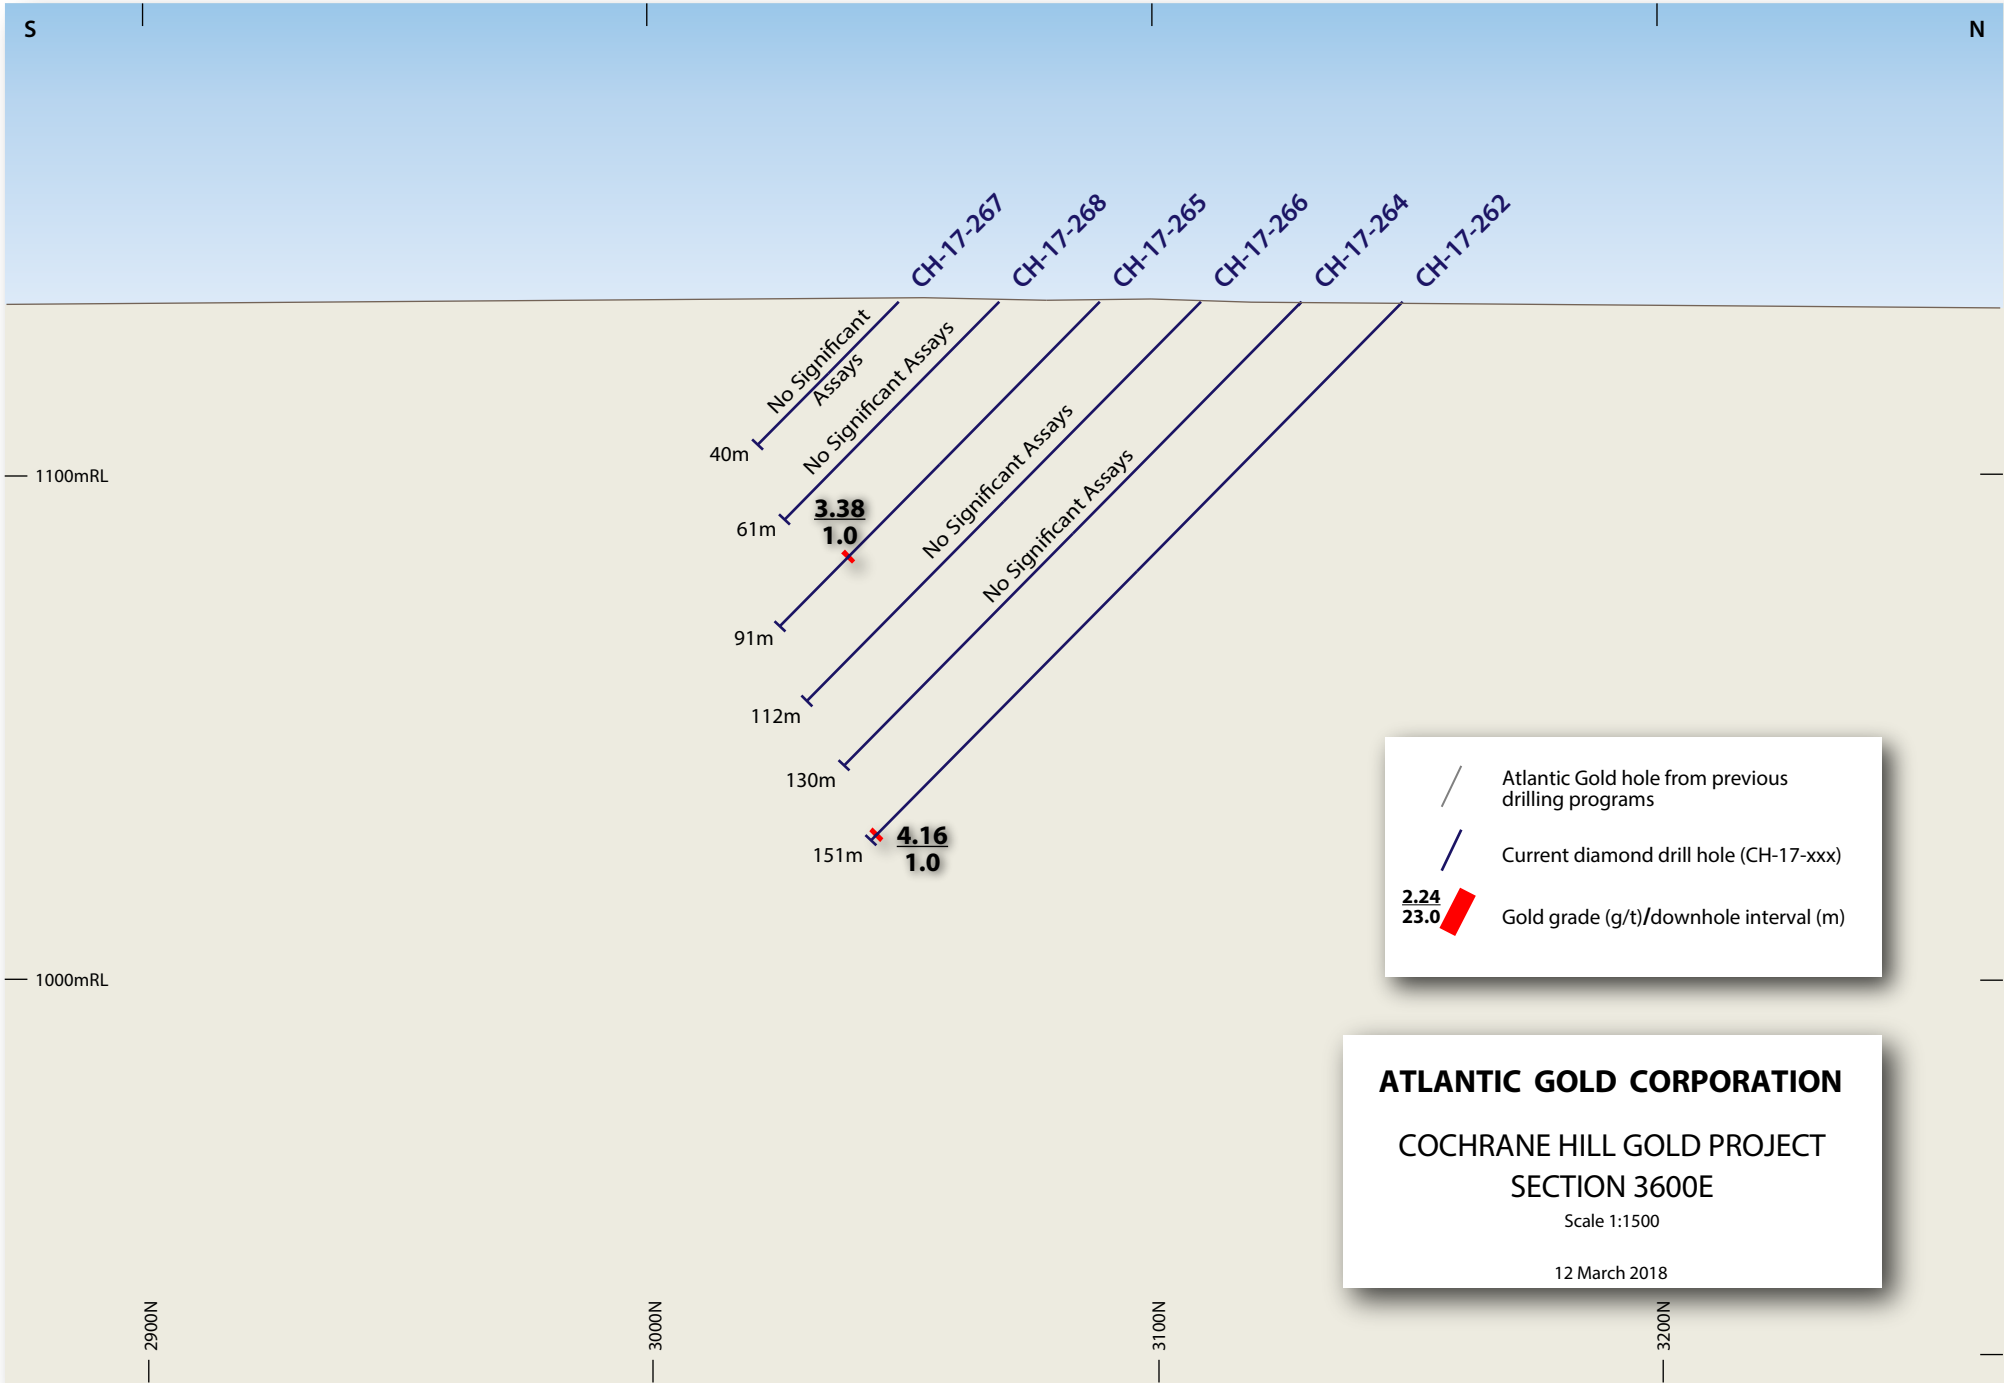 S
N
CH-17-267
CH-17-268
CH-17-265
CH-17-266
CH-17-264
CH-17-262
No Significant
Assays
No Significant Assays
No Significant Assays
No Significant Assays
40m
1100mRL
61m
3.38
1.0
91m
112m
130m
151m
4.16
1.0
1000mRL
Atlantic Gold hole from previous
drilling programs
Current diamond drill hole (CH-17-xxx)
2.24
23.0
Gold grade (g/t)/downhole interval (m)
ATLANTIC GOLD CORPORATION
COCHRANE HILL GOLD PROJECT
SECTION 3600E
Scale 1:1500
12 March 2018
2900N
3000N
3100N
3200N